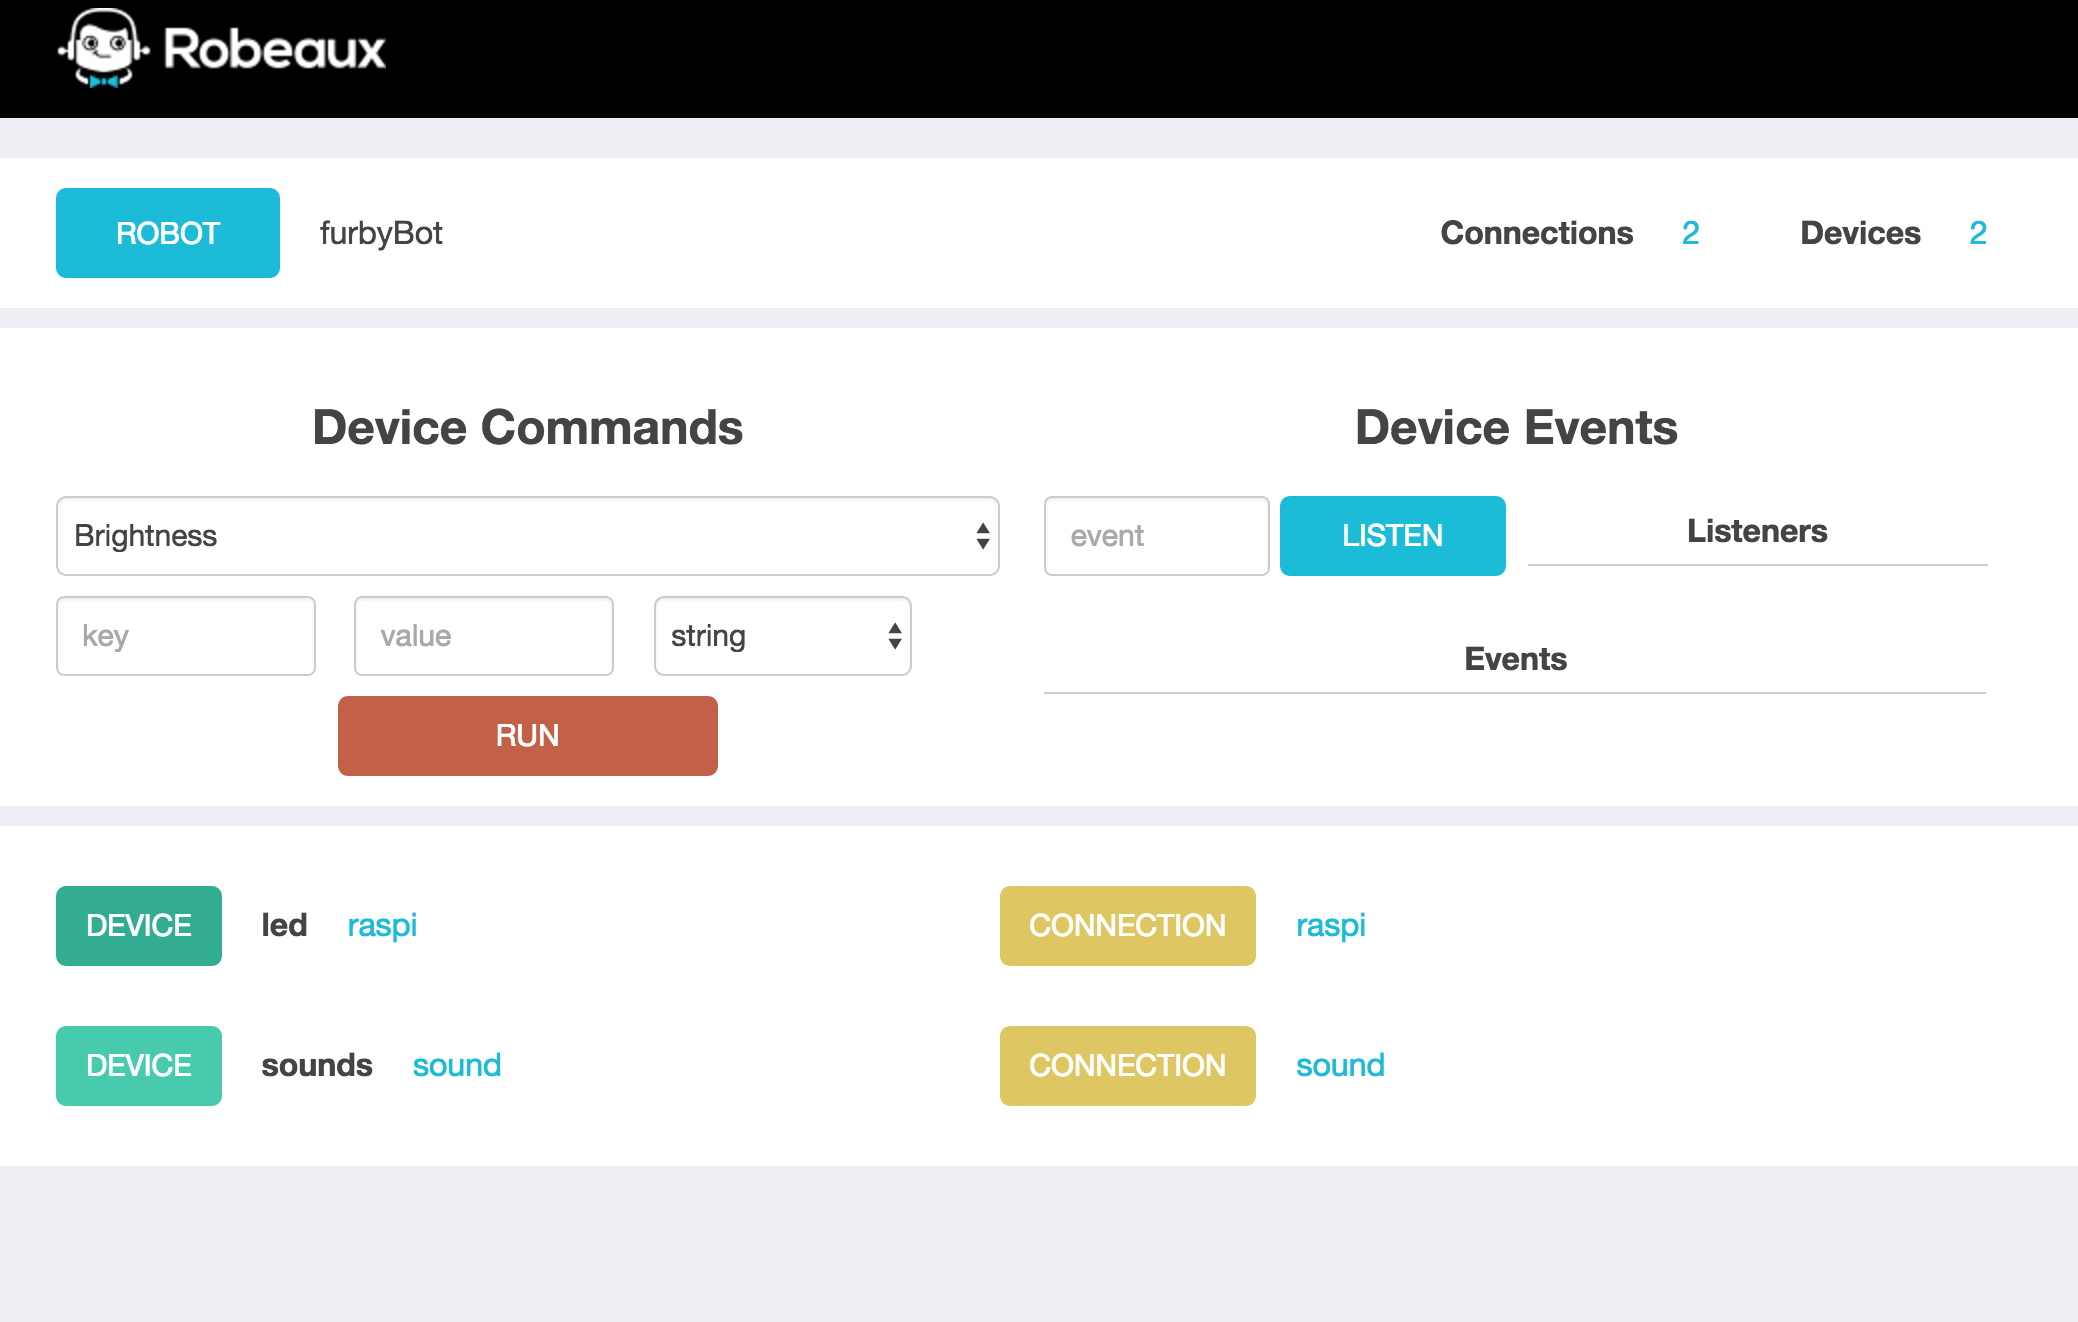 Robeaux
ROBOT furbyBot Connections 2 Devices 2
Device Commands
Brightness
key value string
RUN
Device Events
event LISTEN Listeners
Events
DEVICE led raspi
DEVICE sounds sound
CONNECTION raspi
CONNECTION sound